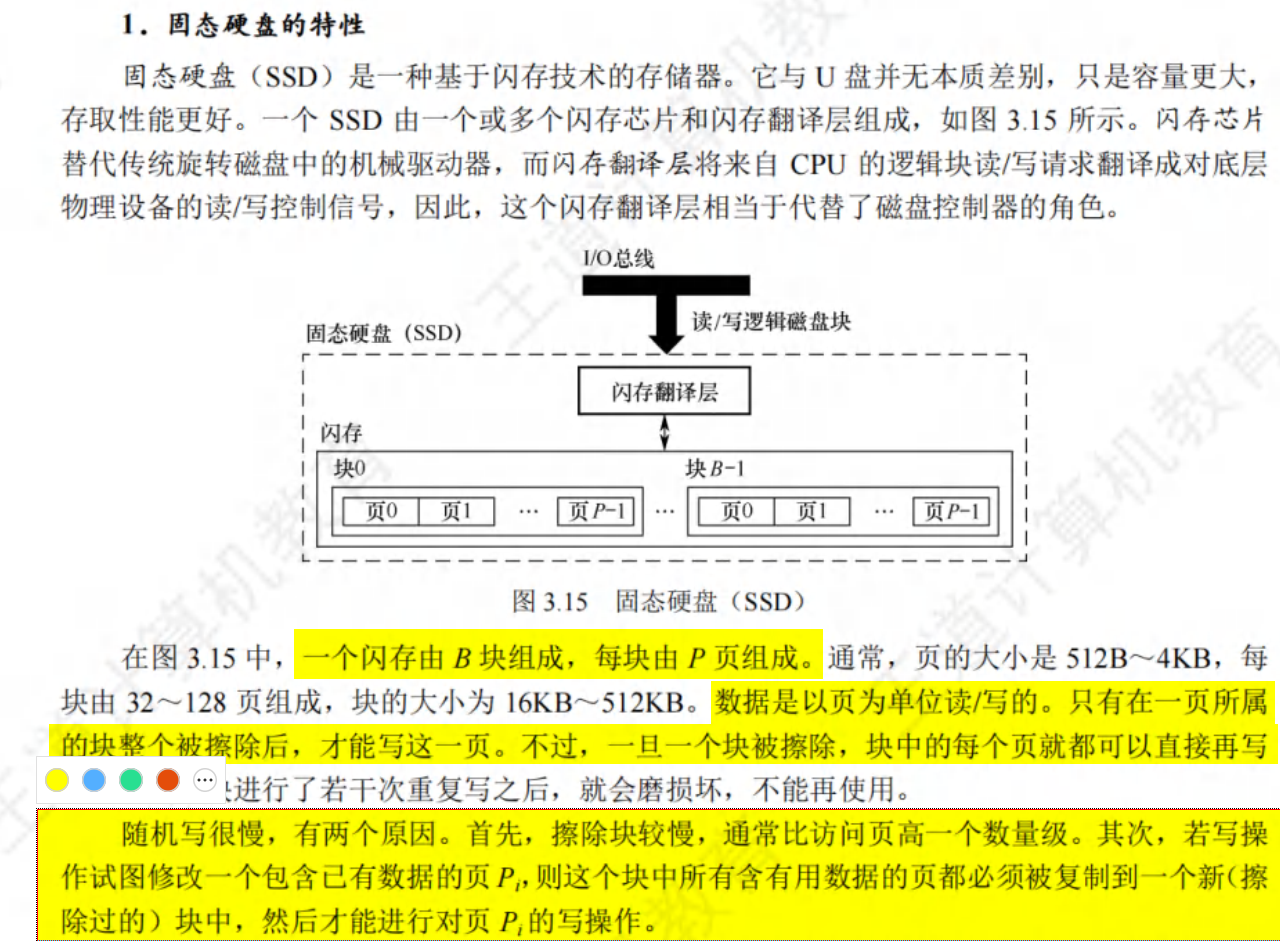 1．固态硬盘的特性
固态硬盘（SSD）是一种基于闪存技术的存储器。它与 U 盘并无本质差别，只是容量更大，
存取性能更好。一个 SSD 由一个或多个闪存芯片和闪存翻译层组成，如图 3.15 所示。闪存芯片
替代传统旋转磁盘中的机械驱动器，而闪存翻译层将来自 CPU 的逻辑块读/写请求翻译成对底层
物理设备的读/写控制信号，因此，这个闪存翻译层相当于代替了磁盘控制器的角色。
I/O总线
读/写逻辑磁盘块
固态硬盘（SSD）
闪存翻译层
闪存
块0 块B−1
页0 页1 … 页P−1 … 页0 页1 … 页P−1
图 3.15 固态硬盘（SSD）
在图 3.15 中，一个闪存由 B 块组成，每块由 P 页组成。通常，页的大小是 512B～4KB，每
块由 32～128 页组成，块的大小为 16KB～512KB。数据是以页为单位读/写的。只有在一页所属
的块整个被擦除后，才能写这一页。不过，一旦一个块被擦除，块中的每个页就都可以直接再写
进行了若干次重复写之后，就会磨损坏，不能再使用。
随机写很慢，有两个原因。首先，擦除块较慢，通常比访问页高一个数量级。其次，若写操
作试图修改一个包含已有数据的页 Pi，则这个块中所有含有用数据的页都必须被复制到一个新（擦
除过的）块中，然后才能进行对页 Pi 的写操作。
王道计算机教育